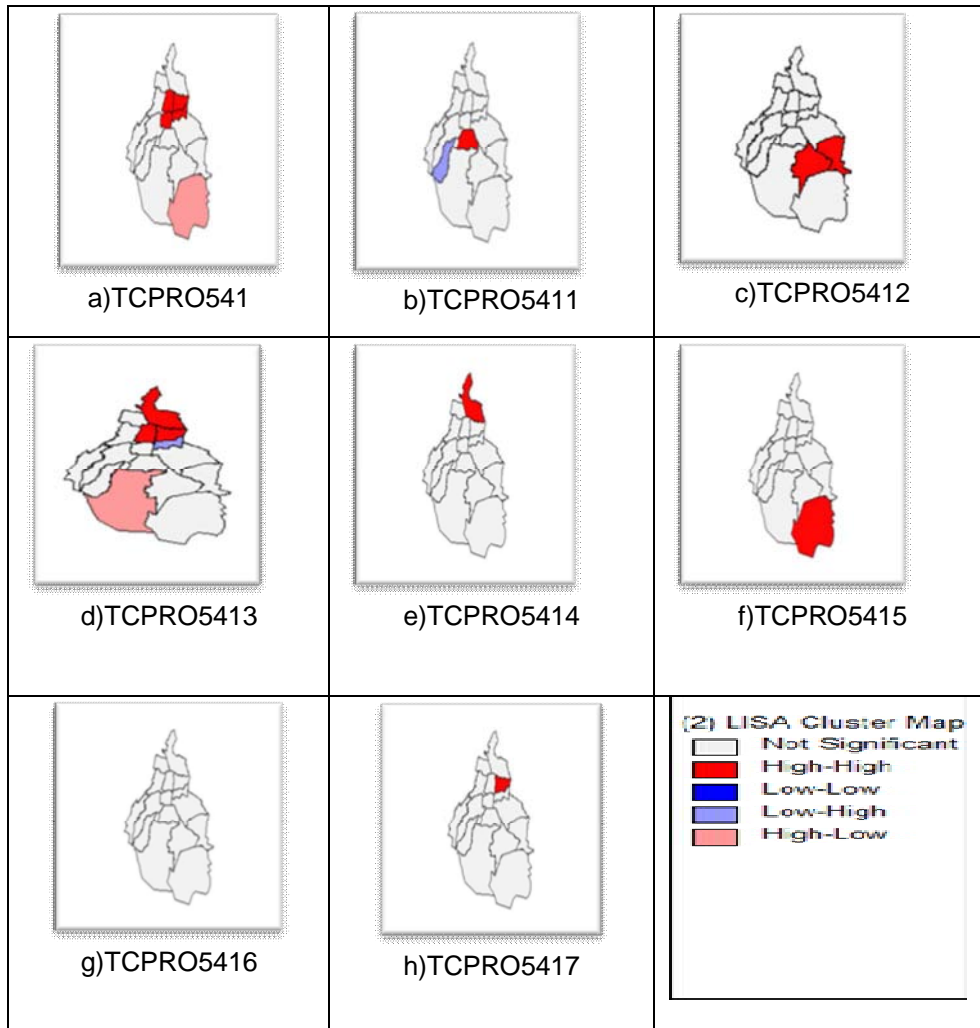 a)TCPRO541
b)TCPRO5411
c)TCPRO5412
d)TCPRO5413
e)TCPRO5414
f)TCPRO5415
g)TCPRO5416
h)TCPRO5417
(2) LISA Cluster Map
Not Significant
High-High
Low-Low
Low-High
High-Low